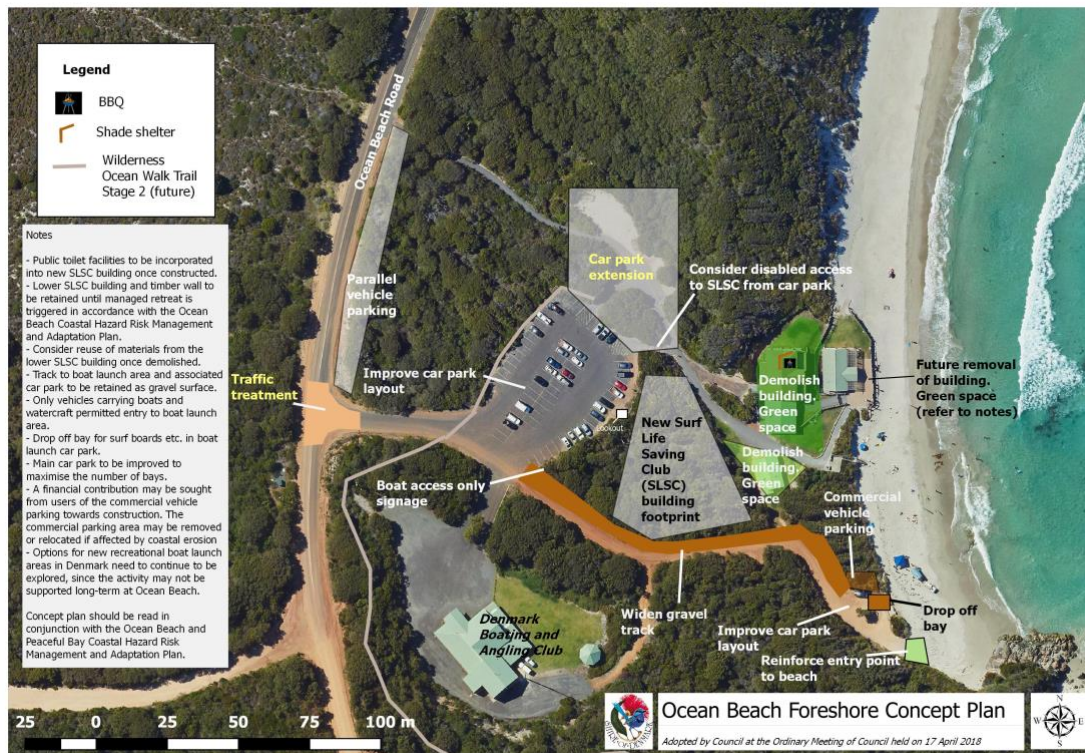 Legend
BBQ
Shade shelter
Wilderness
Ocean Walk Trail
Stage 2 (future)
Notes
- Public toilet facilities to be incorporated
into new SLSC building once constructed.
- Lower SLSC building and timber wall to
be retained until managed retreat is
triggered in accordance with the Ocean
Beach Coastal Hazard Risk Management
and Adaptation Plan.
- Consider reuse of materials from the
lower SLSC building once demolished.
- Track to boat launch area and associated
car park to be retained as gravel surface.
- Only vehicles carrying boats and
watercraft permitted entry to boat launch
area.
- Drop off bay for surf boards etc. in boat
launch car park.
- Main car park to be improved to
maximise the number of bays.
- A financial contribution may be sought
from users of the commercial vehicle
parking towards construction. The
commercial parking area may be removed
or relocated if affected by coastal erosion
- Options for new recreational boat launch
areas in Denmark need to continue to be
explored, since the activity may not be
supported long-term at Ocean Beach.
Concept plan should be read in
conjunction with the Ocean Beach and
Peaceful Bay Coastal Hazard Risk
Management and Adaptation Plan.
Ocean Beach Road
Parallel
vehicle
parking
Traffic
treatment
Car park
extension
Consider disabled access
to SLSC from car park
Improve car park
layout
Lookout
Demolish
building.
Green
space
Future removal
of building.
Green space
(refer to notes)
New Surf
Life
Saving
Club
(SLSC)
building
footprint
Demolish
building.
Green
space
Boat access only
signage
Commercial
vehicle
parking
Widen gravel
track
Drop off
bay
Improve car park
layout
Reinforce entry point
to beach
Denmark
Boating and
Angling Club
25 0 25 50 75 100 m
SHIRE OF DENMARK
Ocean Beach Foreshore Concept Plan
Adopted by Council at the Ordinary Meeting of Council held on 17 April 2018
N
W E
S